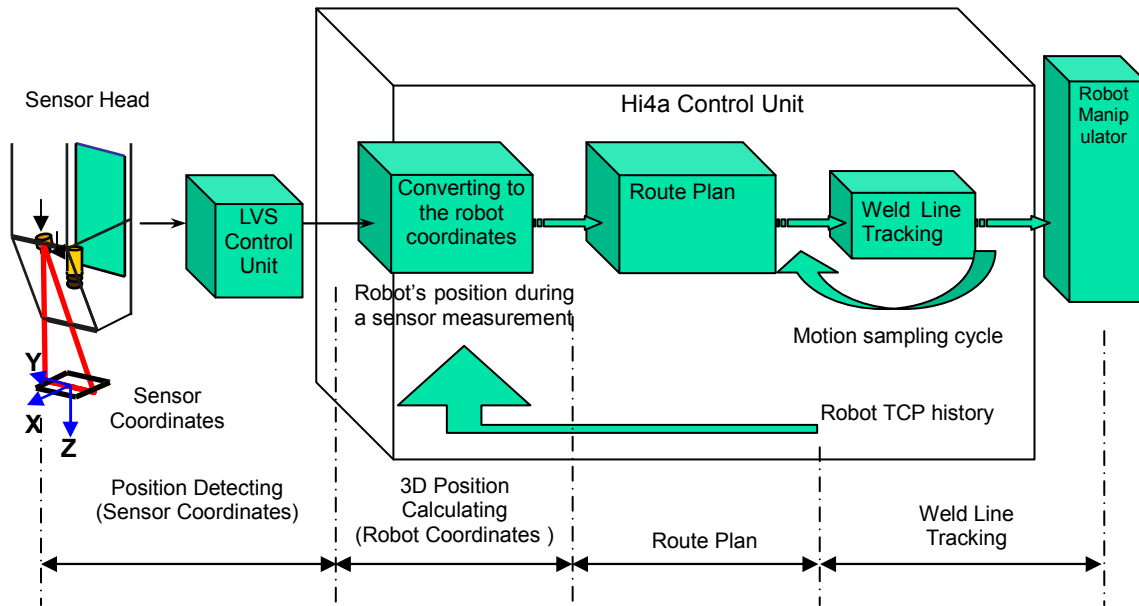 Sensor Head
Hi4a Control Unit
Robot
Manip
ulator
LVS
Control
Unit
Converting to
the robot
coordinates
Route Plan
Weld Line
Tracking
Robot's position during
a sensor measurement
Motion sampling cycle
Robot TCP history
Y
X
Z
Sensor
Coordinates
Position Detecting
(Sensor Coordinates)
3D Position
Calculating
(Robot Coordinates )
Route Plan
Weld Line
Tracking